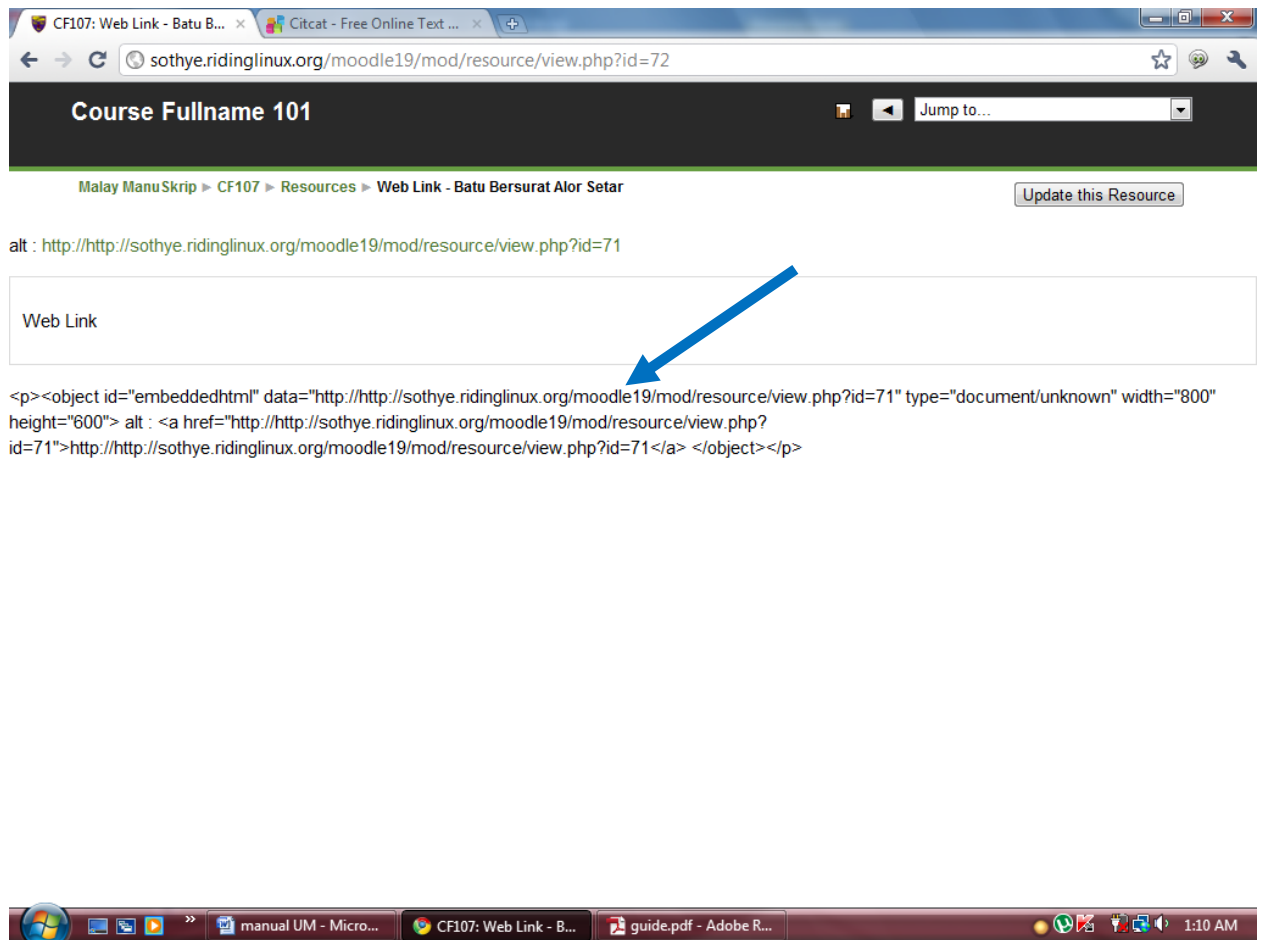 CF107: Web Link - Batu B...
Citcat - Free Online Text ...
sothye.ridinglinux.org/moodle19/mod/resource/view.php?id=72
Course Fullname 101
Jump to...
Malay ManuSkrip ► CF107 ► Resources ► Web Link - Batu Bersurat Alor Setar
Update this Resource
alt : http://http://sothye.ridinglinux.org/moodle19/mod/resource/view.php?id=71
Web Link
<p><object id="embeddedhtml" data="http://http://sothye.ridinglinux.org/moodle19/mod/resource/view.php?id=71" type="document/unknown" width="800"
height="600"> alt : <a href="http://http://sothye.ridinglinux.org/moodle19/mod/resource/view.php?
id=71">http://http://sothye.ridinglinux.org/moodle19/mod/resource/view.php?id=71</a> </object></p>
manual UM - Micro...
CF107: Web Link - B...
guide.pdf - Adobe R...
1:10 AM